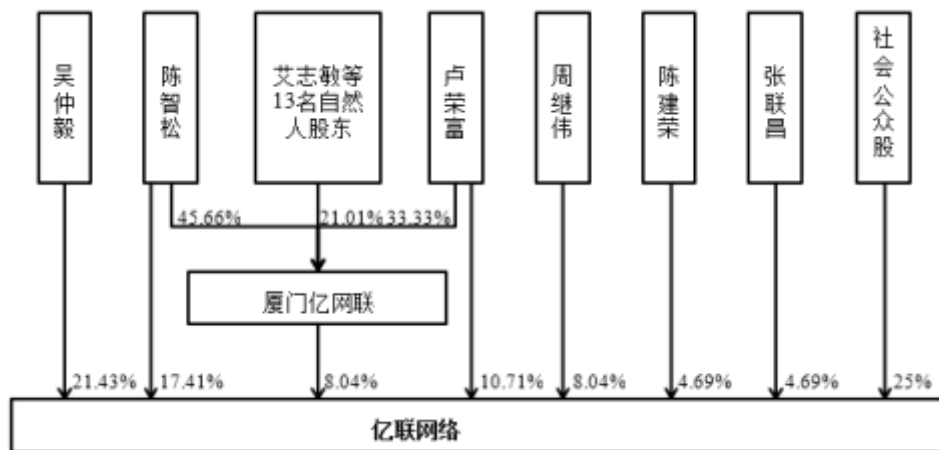 吴仲毅
陈智松
艾志敏等
13名自然
人股东
卢荣富
周继伟
陈建荣
张联昌
社会公众股
45.66%
21.01%
33.33%
厦门亿网联
21.43%
17.41%
8.04%
10.71%
8.04%
4.69%
4.69%
25%
亿联网络